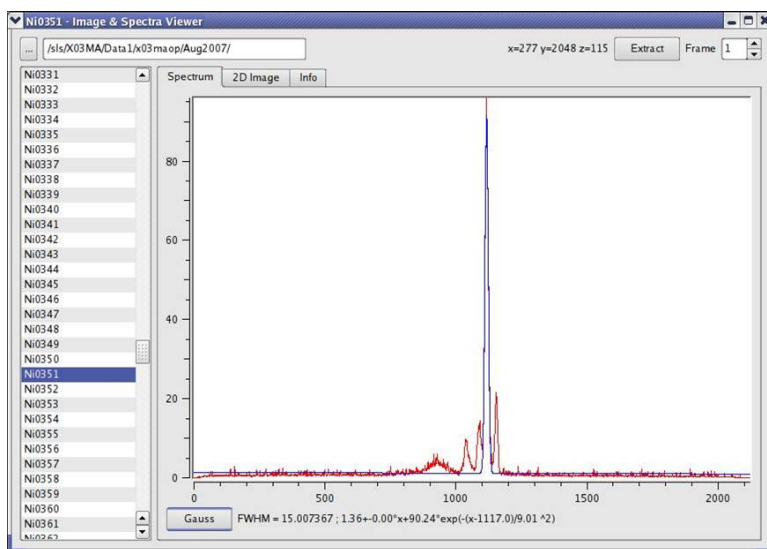 Ni0351 - Image & Spectra Viewer
... /sls/X03MA/Data1/x03maop/Aug2007/ x=277 y=2048 z=115 Extract Frame 1
Ni0331
Ni0332
Ni0333
Ni0334
Ni0335
Ni0336
Ni0337
Ni0338
Ni0339
Ni0340
Ni0341
Ni0342
Ni0343
Ni0344
Ni0345
Ni0346
Ni0347
Ni0348
Ni0349
Ni0350
Ni0351
Ni0352
Ni0353
Ni0354
Ni0355
Ni0356
Ni0357
Ni0358
Ni0359
Ni0360
Ni0361
Ni0362
Spectrum 2D Image Info
80
60
40
20
0
0 500 1000 1500 2000
Gauss FWHM = 15.007367 ; 1.36+-0.00*x+90.24*exp(-(x-1117.0)/9.01 ^2)